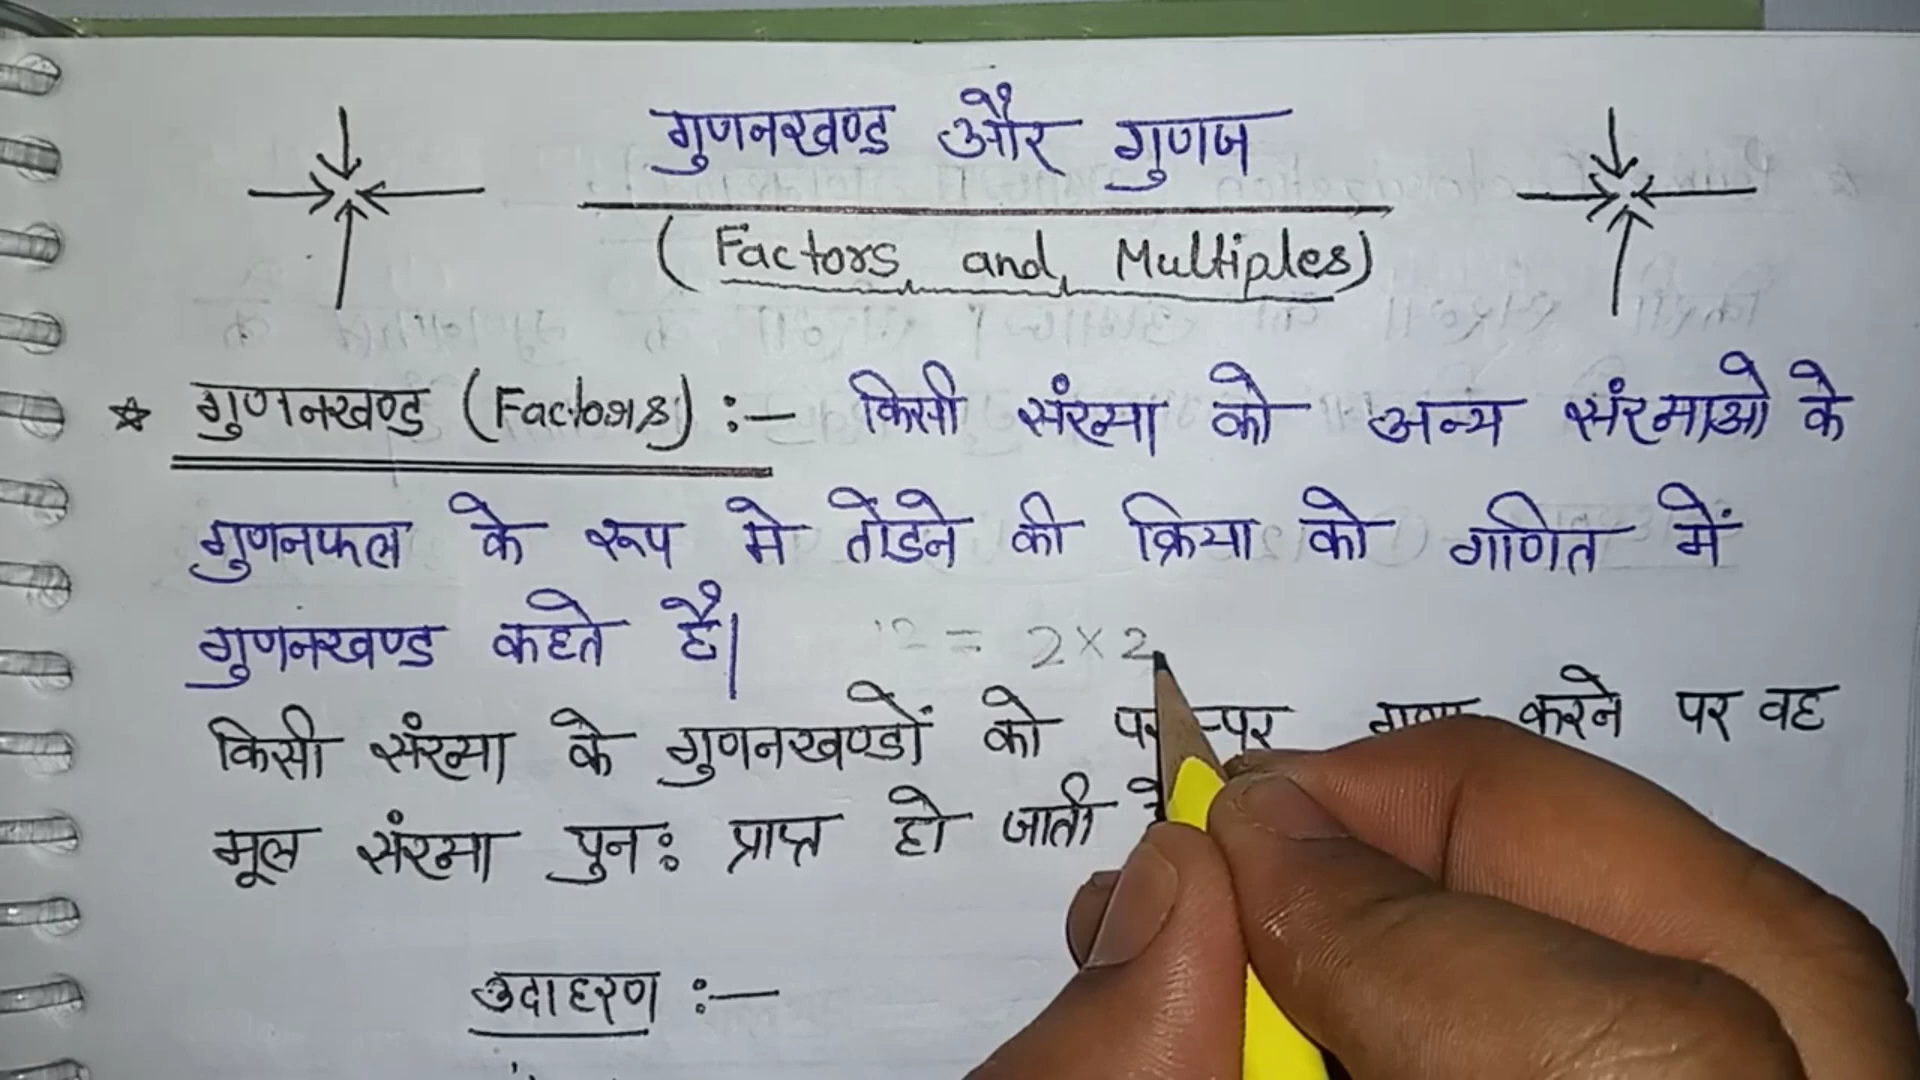 गुणनखण्ड और गुणज
(Factors and Multiples)
☆ गुणनखण्ड (Factors) :— किसी संख्या को अन्य संख्याओ के
गुणनफल के रूप मे तोडने की क्रिया को गणित में
गुणनखण्ड कहते है|
12 = 2×2
किसी संख्या के गुणनखण्डों को करने पर वह
मूल संख्या पुनः प्राप्त हो जाती
उदाहरण :—